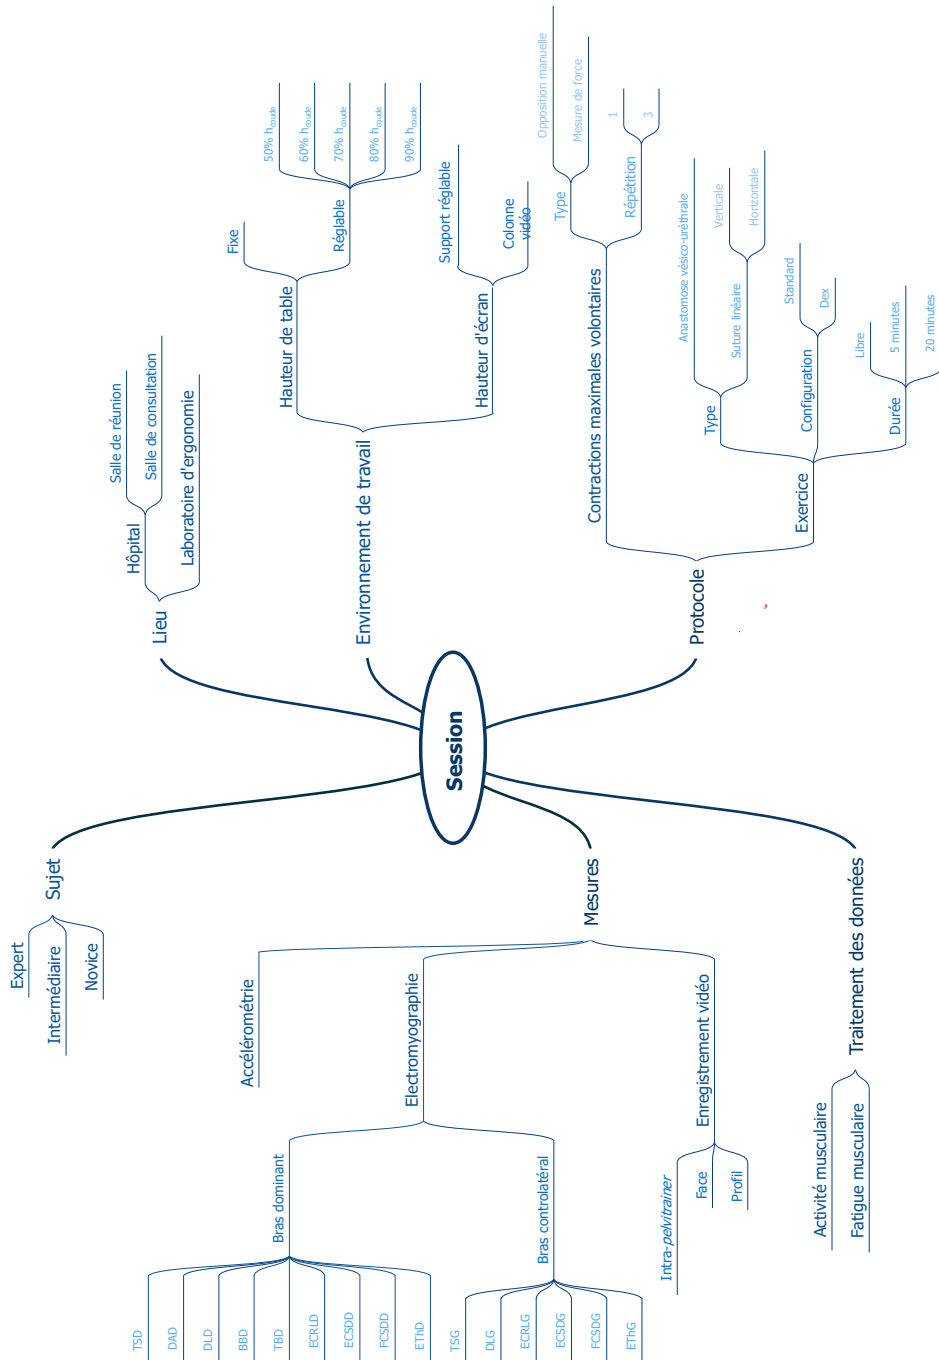 Session
Sujet
Expert
Intermédiaire
Novice
Mesures
Accélérométrie
Electromyographie
Bras dominant
TSD
DAD
DLD
BBD
TBD
ECRLD
ECSDD
FCSDD
EThD
Bras controlatéral
TSG
DLG
ECRLG
ECSDG
FCSDG
EThG
Enregistrement vidéo
Intra-pelvitrainer
Face
Profil
Traitement des données
Activité musculaire
Fatigue musculaire
Lieu
Hôpital
Salle de réunion
Salle de consultation
Laboratoire d'ergonomie
Environnement de travail
Hauteur de table
Fixe
Réglable
50% hcoude
60% hcoude
70% hcoude
80% hcoude
90% hcoude
Hauteur d'écran
Support réglable
Colonne
vidéo
Protocole
Contractions maximales volontaires
Type
Opposition manuelle
Mesure de force
Répétition
1
3
Exercice
Type
Anastomose vésico-uréthrale
Suture linéaire
Verticale
Horizontale
Configuration
Standard
Dex
Durée
Libre
5 minutes
20 minutes